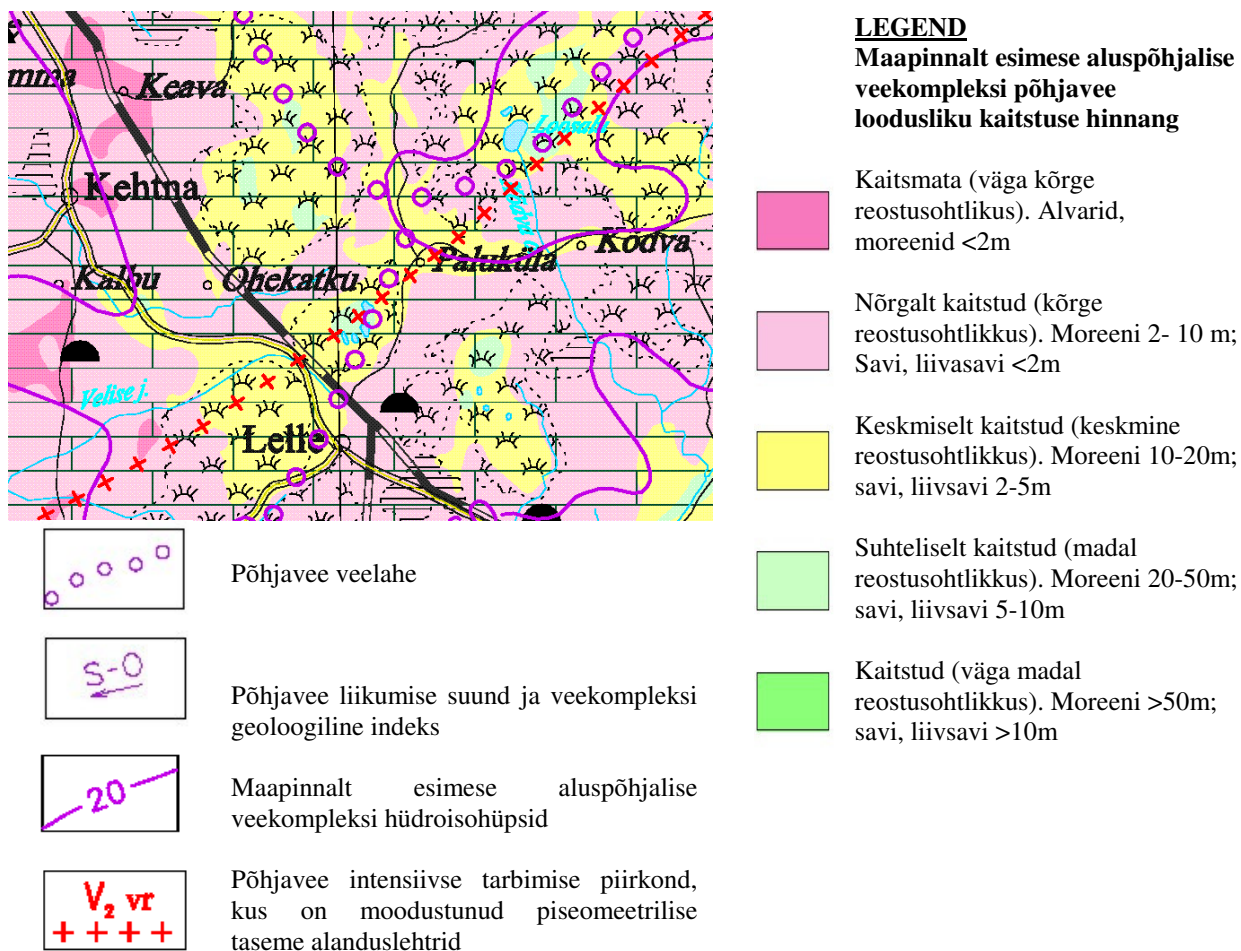 LEGEND
Maapinnalt esimese aluspõhjalise
veekompleksi põhjavee
loodusliku kaitstuse hinnang
Keava
Kehtna
Kalbu
Ohekatku
Paluküla
Kõdva
Velise j.
Lelle
Kaitsmata (väga kõrge
reostusohtlikus). Alvarid,
moreenid <2m
Nõrgalt kaitstud (kõrge
reostusohtlikkus). Moreeni 2- 10 m;
Savi, liivasavi <2m
Keskmiselt kaitstud (keskmine
reostusohtlikkus). Moreeni 10-20m;
savi, liivsavi 2-5m
Suhteliselt kaitstud (madal
reostusohtlikkus). Moreeni 20-50m;
savi, liivsavi 5-10m
Kaitstud (väga madal
reostusohtlikkus). Moreeni >50m;
savi, liivsavi >10m
Põhjavee veelahe
S-O
Põhjavee liikumise suund ja veekompleksi
geoloogiline indeks
20
Maapinnalt esimese aluspõhjalise
veekompleksi hüdroisohüpsid
V₂ vr
Põhjavee intensiivse tarbimise piirkond,
kus on moodustunud piseomeetrilise
taseme alanduslehtrid